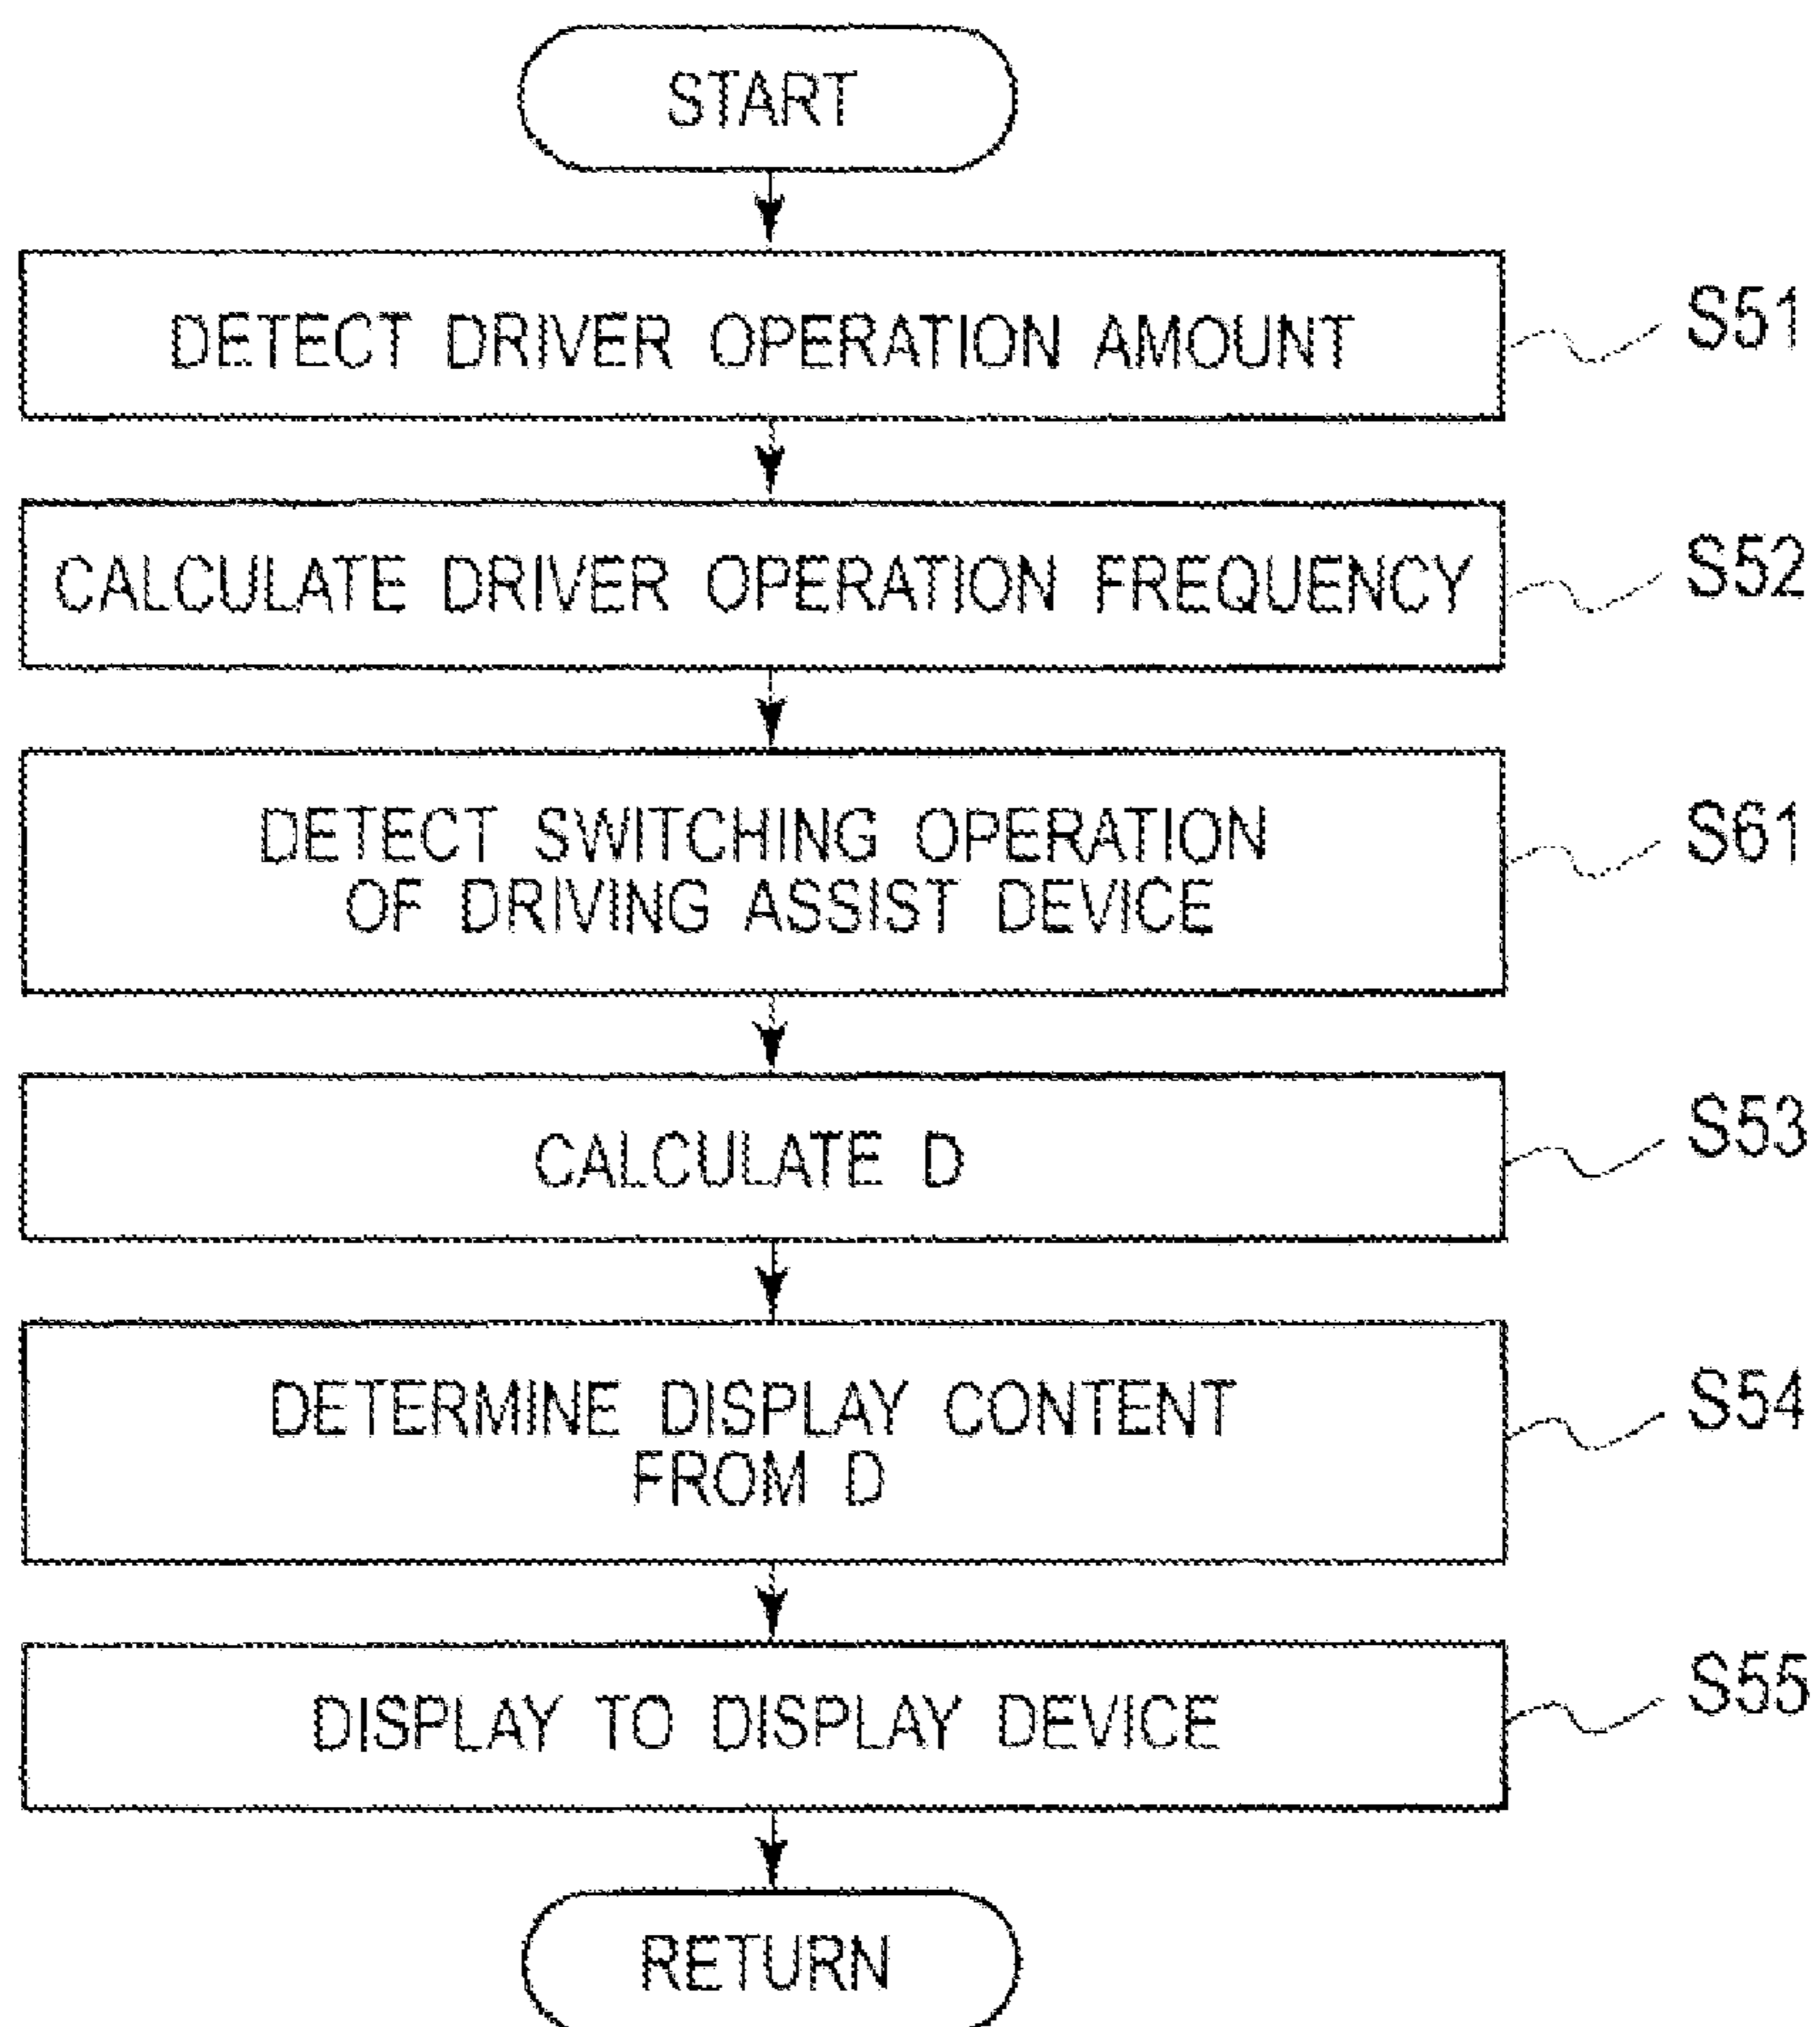 START
DETECT DRIVER OPERATION AMOUNT
S51
CALCULATE DRIVER OPERATION FREQUENCY
S52
DETECT SWITCHING OPERATION
OF DRIVING ASSIST DEVICE
S61
CALCULATE D
S53
DETERMINE DISPLAY CONTENT
FROM D
S54
DISPLAY TO DISPLAY DEVICE
S55
RETURN